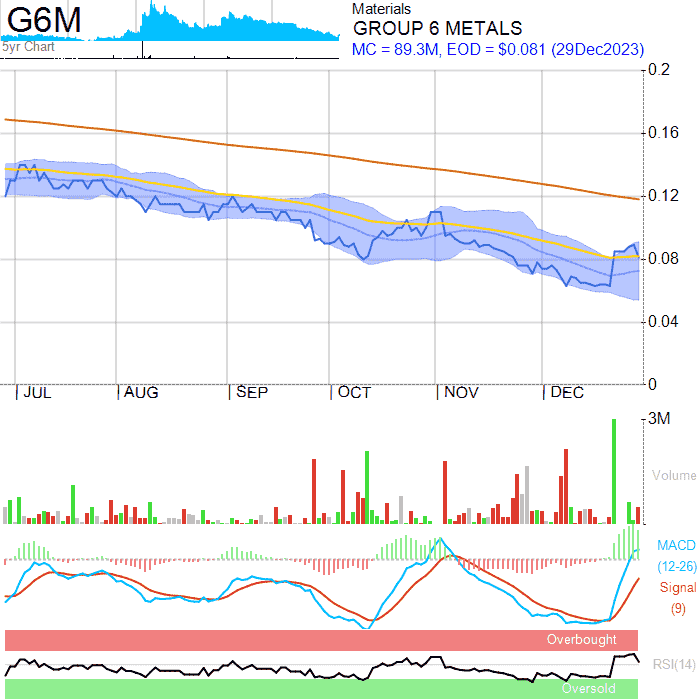 G6M
5yr Chart
Materials
GROUP 6 METALS
MC = 89.3M, EOD = $0.081 (29Dec2023)
0.2
0.16
0.12
0.08
0.04
0
JUL AUG SEP OCT NOV DEC
3M
Volume
MACD
(12-26)
Signal
(9)
Overbought
RSI(14)
Oversold